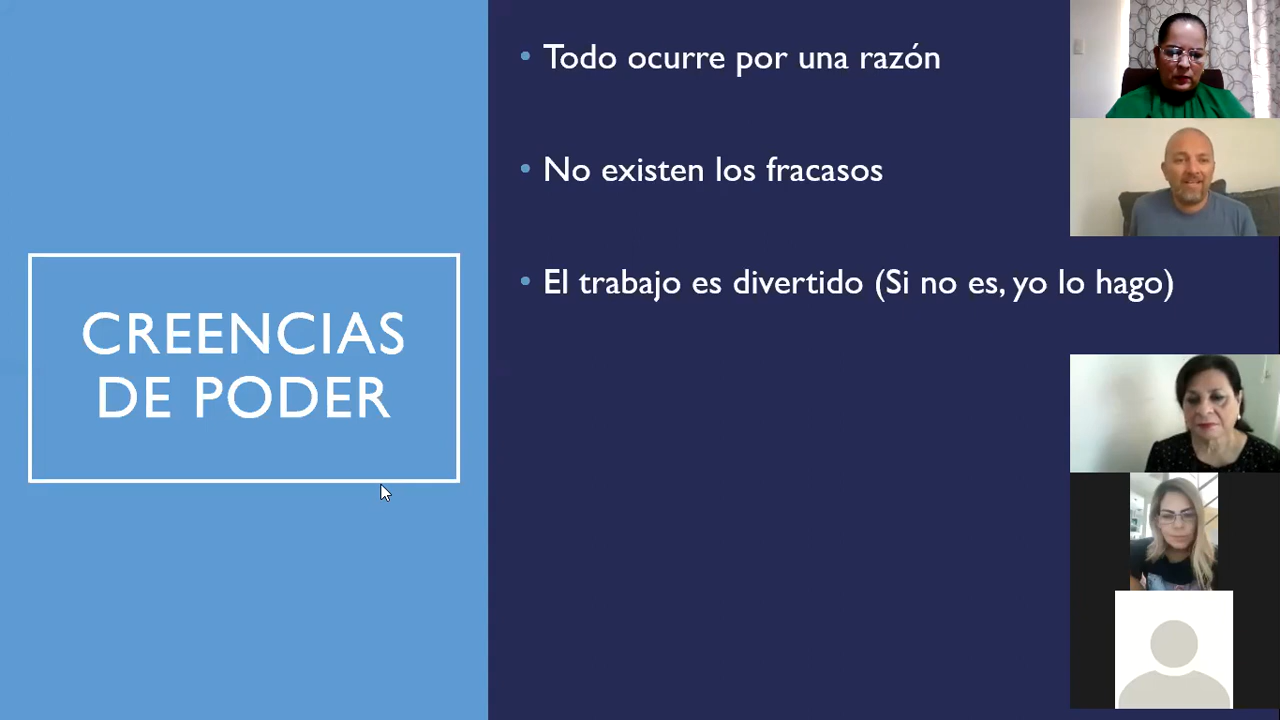 CREENCIAS
DE PODER
• Todo ocurre por una razón
• No existen los fracasos
• El trabajo es divertido (Si no es, yo lo hago)